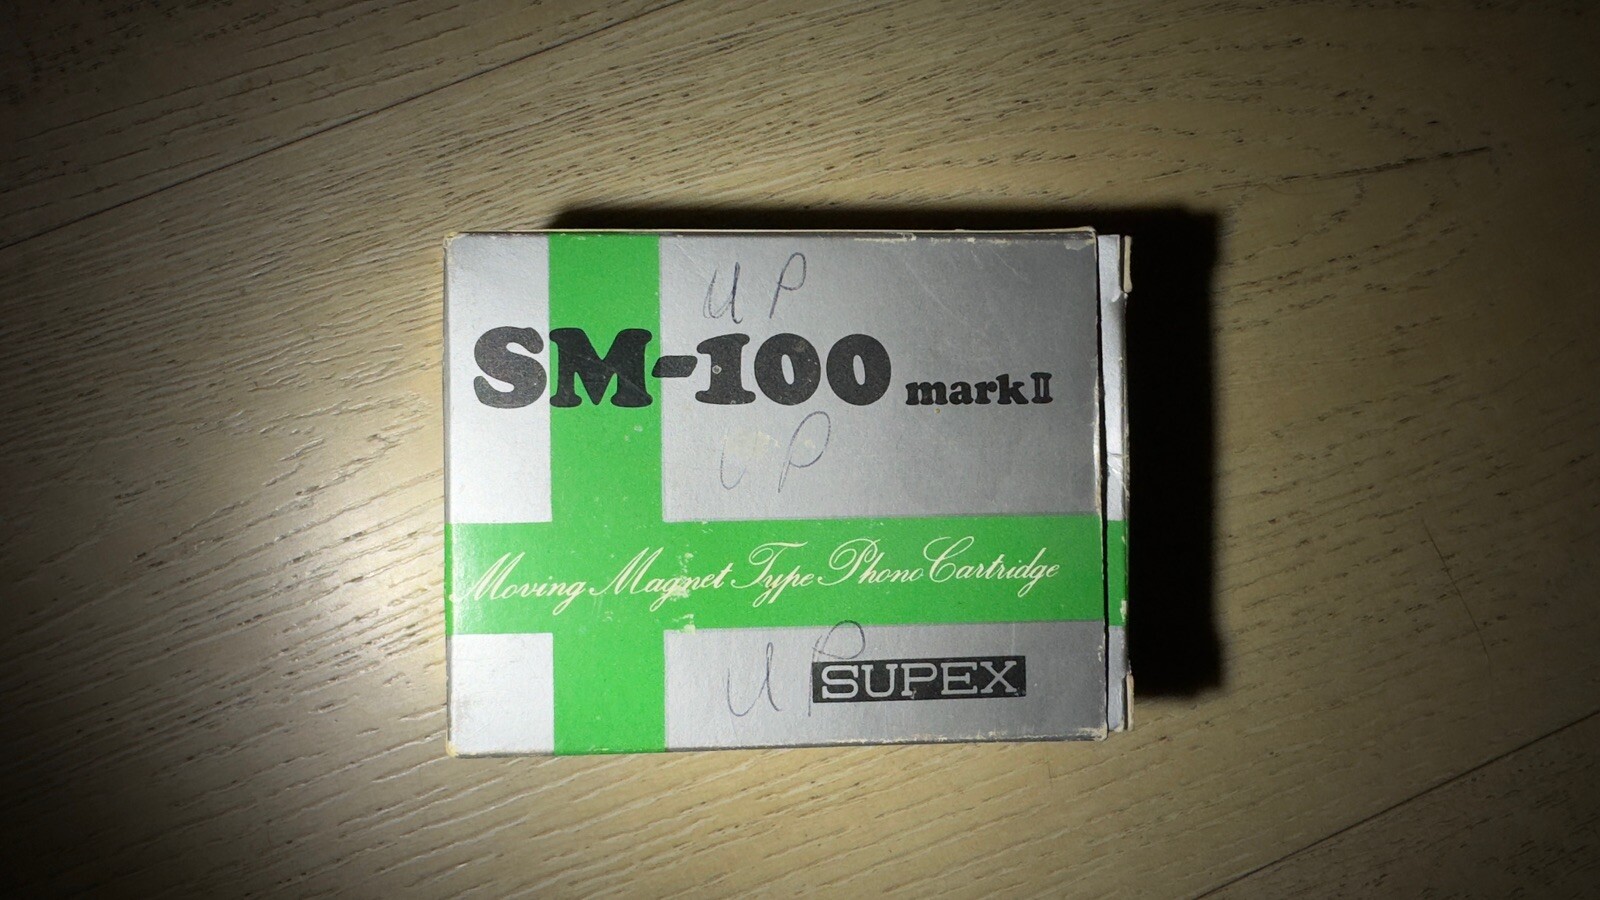 UP
SM-100 mark II
UP
Moving Magnet Type Phono Cartridge
UP
SUPEX